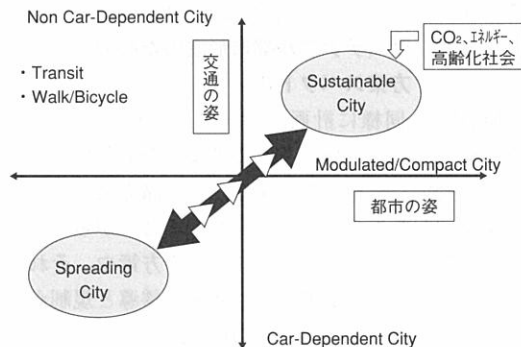 Non Car-Dependent City
CO₂、エネルギー、
高齢化社会
・Transit
・Walk/Bicycle
交通の姿
Sustainable
City
Modulated/Compact City
都市の姿
Spreading
City
Car-Dependent City